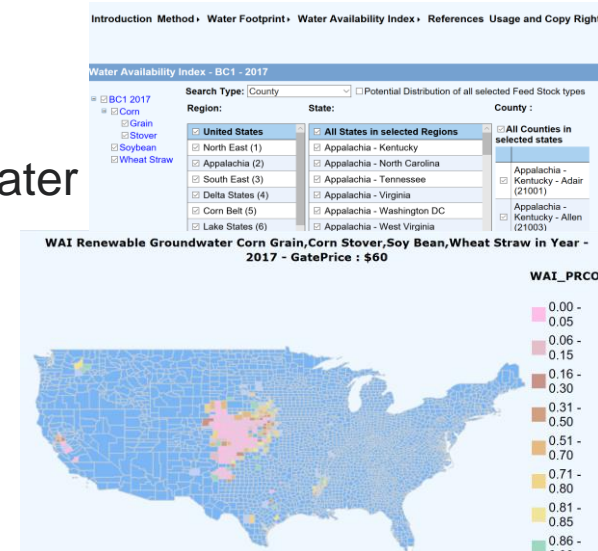 Introduction Method Water Footprint Water Availability Index References Usage and Copy Right
Water Availability Index - BC1 - 2017
BC1 2017
Corn
Grain
Stover
Soybean
Wheat Straw
Search Type: County
Potential Distribution of all selected Feed Stock types
Region:
United States
North East (1)
Appalachia (2)
South East (3)
Delta States (4)
Corn Belt (5)
Lake States (6)
State:
All States in selected Regions
Appalachia - Kentucky
Appalachia - North Carolina
Appalachia - Tennessee
Appalachia - Virginia
Appalachia - Washington DC
Appalachia - West Virginia
County :
All Counties in
selected states
Appalachia -
Kentucky - Adair
(21001)
Appalachia -
Kentucky - Allen
(21003)
ater
WAI Renewable Groundwater Corn Grain,Corn Stover,Soy Bean,Wheat Straw in Year -
2017 - GatePrice : $60
WAI_PRCO
0.00 -
0.05
0.06 -
0.15
0.16 -
0.30
0.31 -
0.50
0.51 -
0.70
0.71 -
0.80
0.81 -
0.85
0.86 -